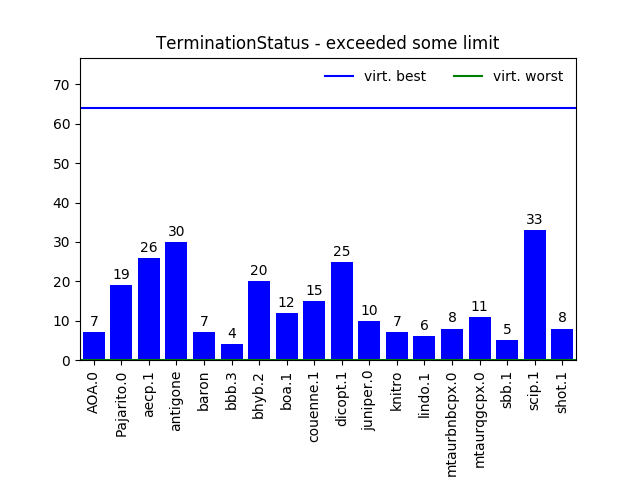 TerminationStatus - exceeded some limit
virt. best
virt. worst
70
60
50
40
30
20
10
0
7
19
26
30
7
4
20
12
15
25
10
7
6
8
11
5
33
8
AOA.0
Pajarito.0
aecp.1
antigone
baron
bbb.3
bhyb.2
boa.1
couenne.1
dicopt.1
juniper.0
knitro
lindo.1
mtaurbnbcpx.0
mtaurqgcpx.0
sbb.1
scip.1
shot.1